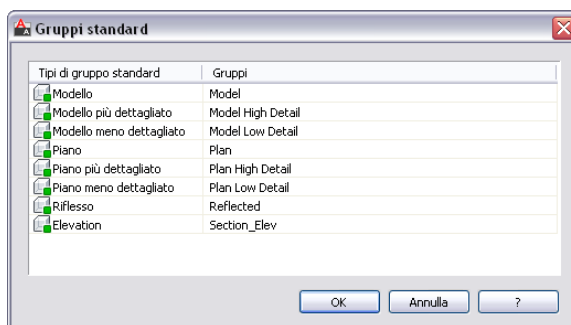 Gruppi standard
Tipi di gruppo standard Gruppi
Modello Model
Modello più dettagliato Model High Detail
Modello meno dettagliato Model Low Detail
Piano Plan
Piano più dettagliato Plan High Detail
Piano meno dettagliato Plan Low Detail
Riflesso Reflected
Elevation Section_Elev
OK Annulla ?